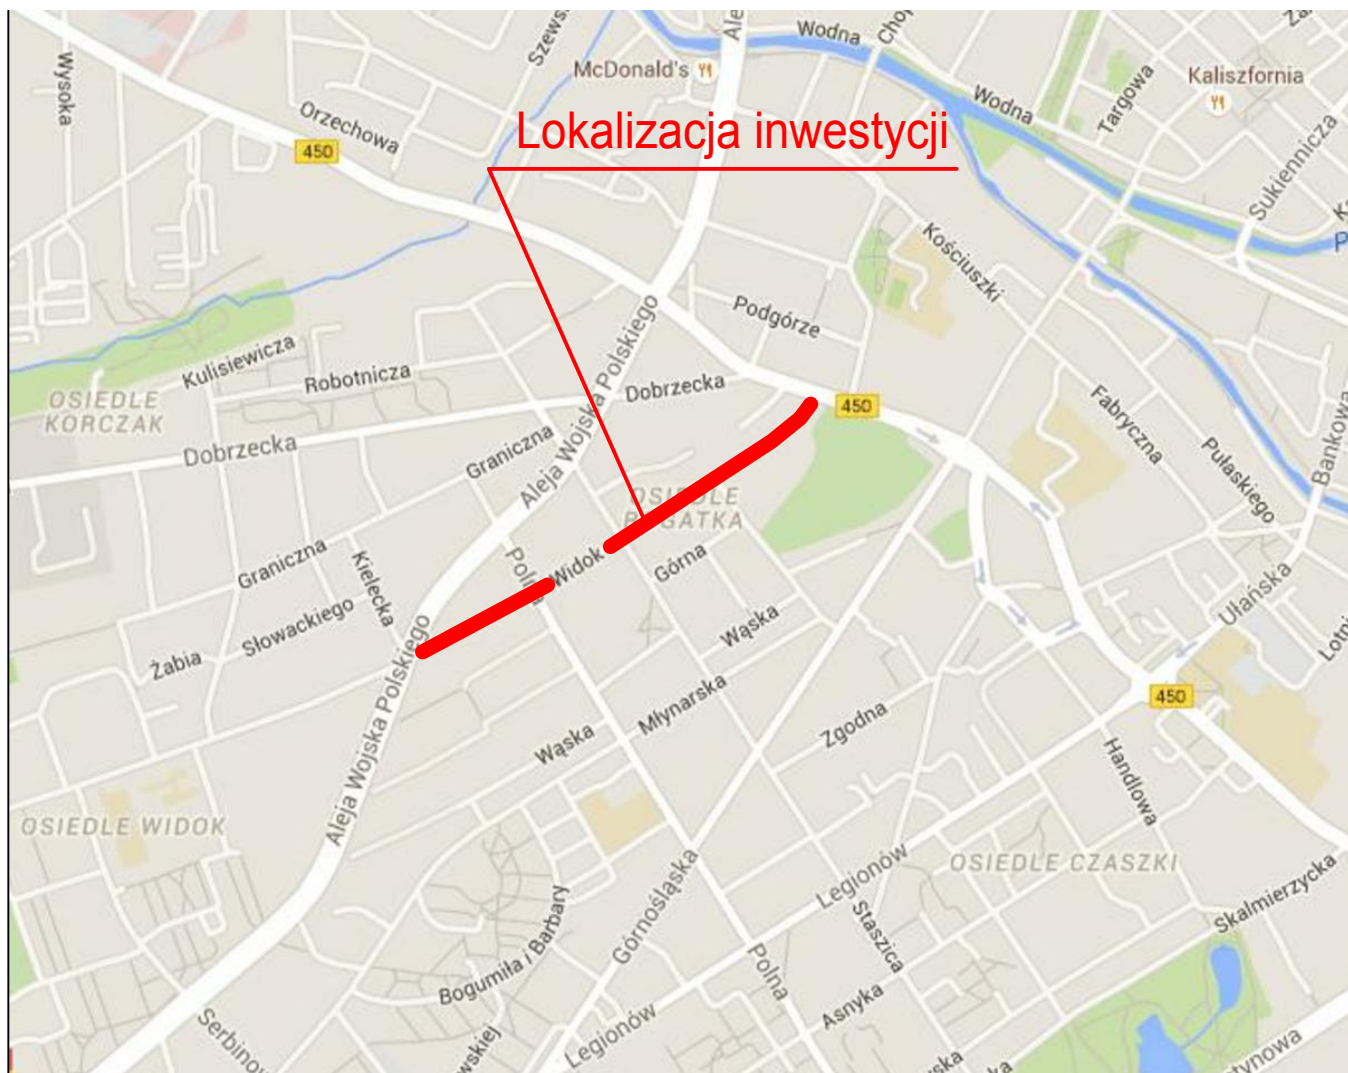 Wodna
Wysoka
McDonald's
Kaliszfornia
Targowa
Wodna
Orzechowa
450
Lokalizacja inwestycji
Sukiennicza
Kościuszki
Podgórze
Kulisiewicza
Robotnicza
Dobrzecka
Aleja Wojska Polskiego
450
OSIEDLE
KORCZAK
Dobrzecka
Graniczna
Fabryczna
Pułaskiego
Bankowa
OSIEDLE
Graniczna
Kielecka
Widok
Górna
Ułańska
Słowackiego
Żabia
Wąska
Młynarska
Aleja Wojska Polskiego
450
Zgodna
Wąska
Handlowa
OSIEDLE WIDOK
OSIEDLE CZASZKI
Legionów
Skalmierzycka
Górnośląska
Staszica
Bogumiła i Barbary
Polna
Asnyka
Legionów